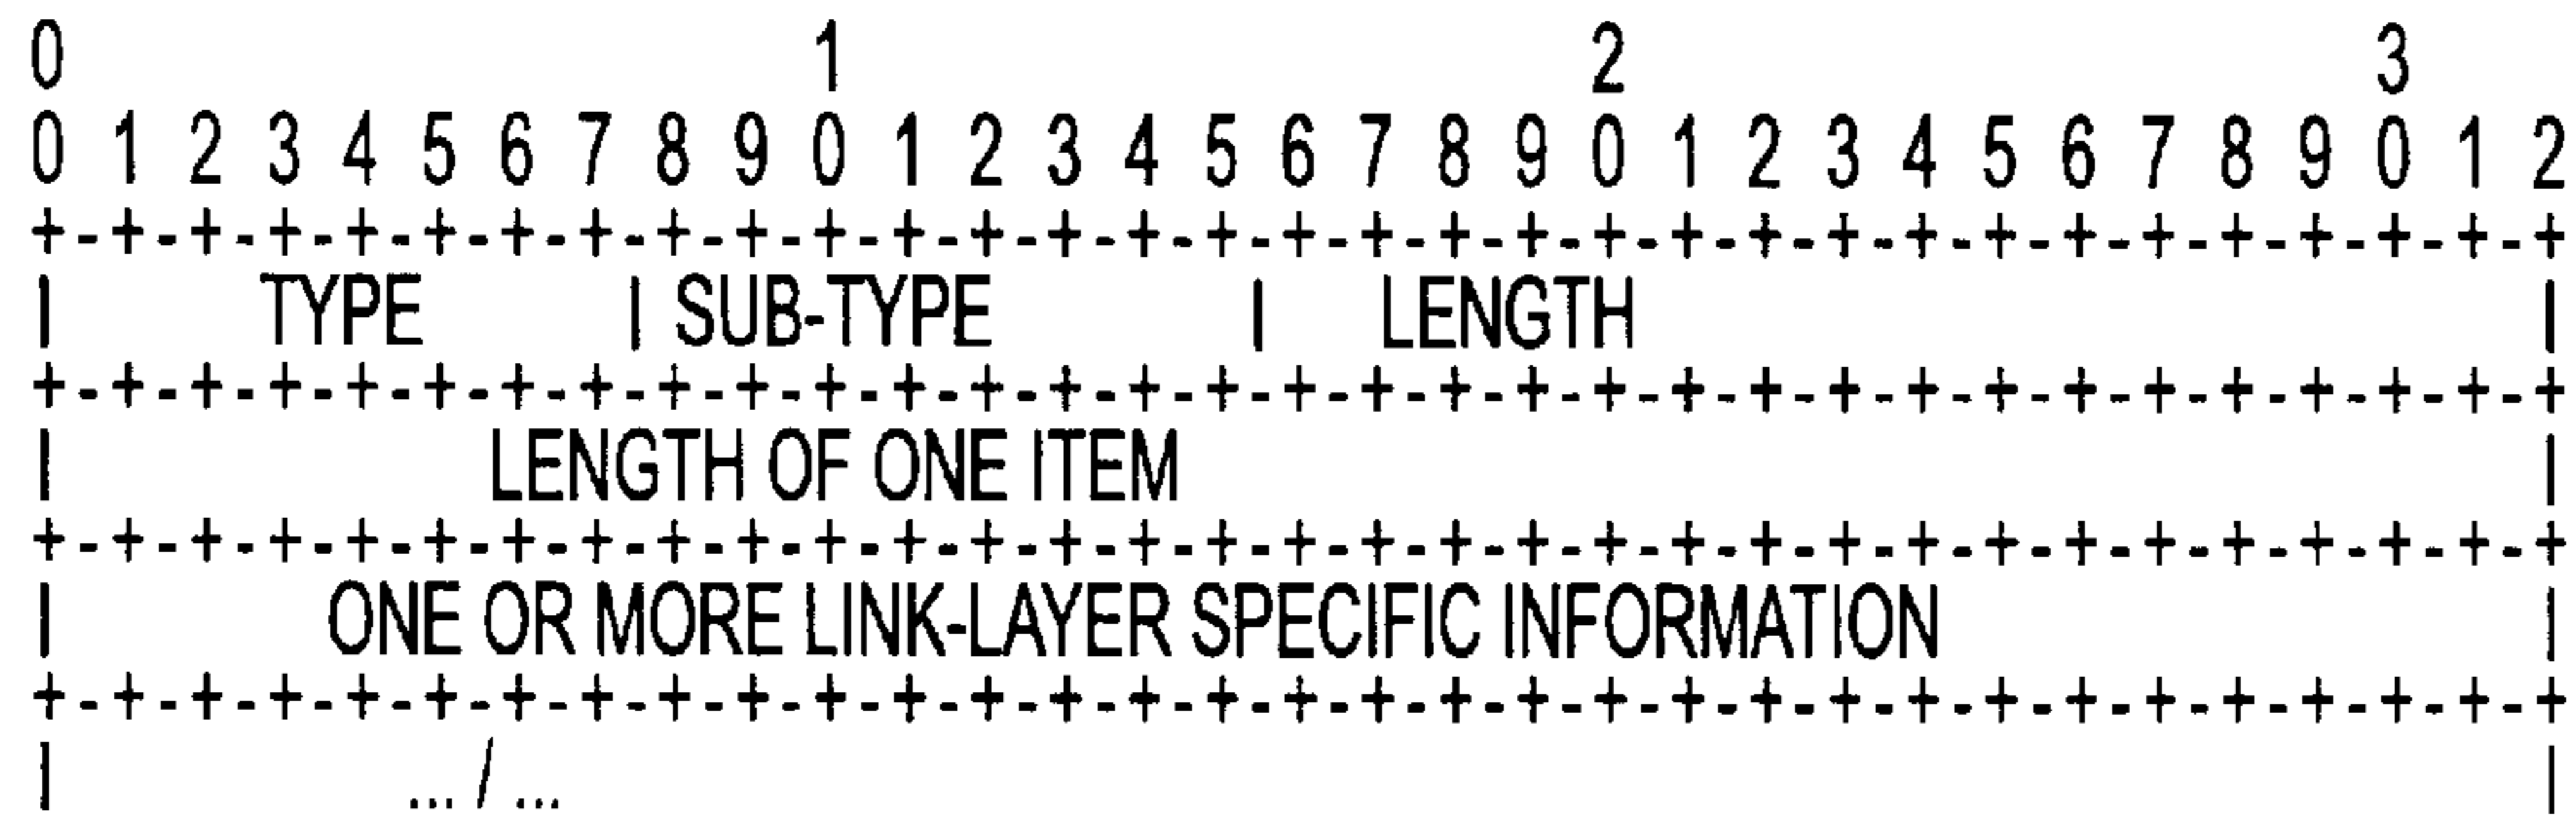 0 1 2 3
0 1 2 3 4 5 6 7 8 9 0 1 2 3 4 5 6 7 8 9 0 1 2 3 4 5 6 7 8 9 0 1 2
+-+-+-+-+-+-+-+-+-+-+-+-+-+-+-+-+-+-+-+-+-+-+-+-+-+-+-+-+-+-+-+-+
| TYPE | SUB-TYPE | LENGTH |
+-+-+-+-+-+-+-+-+-+-+-+-+-+-+-+-+-+-+-+-+-+-+-+-+-+-+-+-+-+-+-+-+
| LENGTH OF ONE ITEM |
+-+-+-+-+-+-+-+-+-+-+-+-+-+-+-+-+-+-+-+-+-+-+-+-+-+-+-+-+-+-+-+-+
| ONE OR MORE LINK-LAYER SPECIFIC INFORMATION |
+-+-+-+-+-+-+-+-+-+-+-+-+-+-+-+-+-+-+-+-+-+-+-+-+-+-+-+-+-+-+-+-+
| ... / ... |